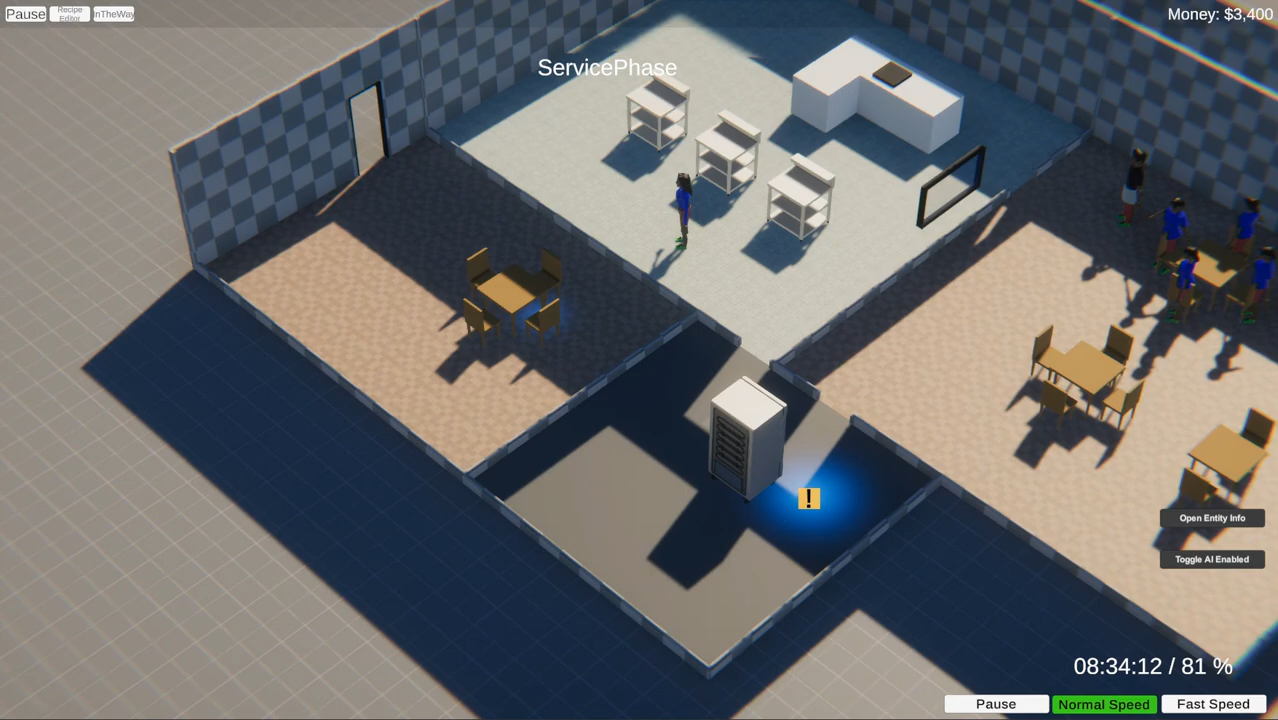 Pause
Recipe
Editor
InTheWay
Money: $3,400
ServicePhase
!
Open Entity Info
Toggle AI Enabled
08:34:12 / 81 %
Pause
Normal Speed
Fast Speed